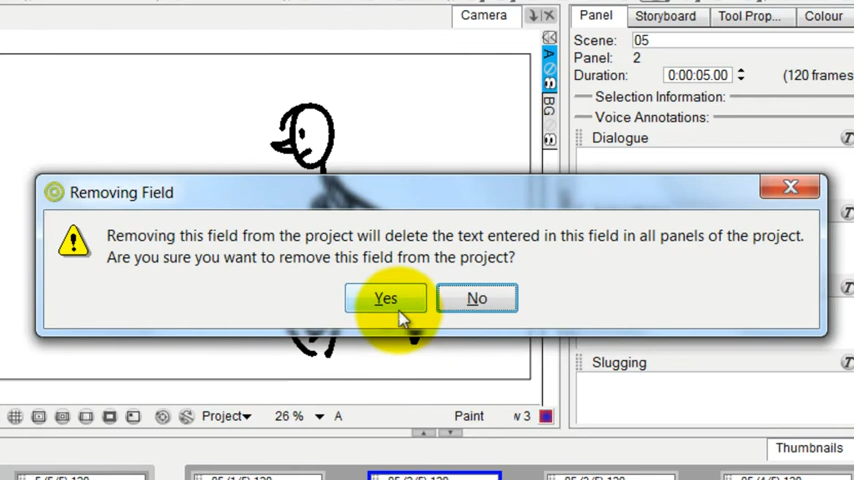 Camera
Panel
Storyboard
Tool Prop...
Colour
Scene: 05
Panel: 2
Duration: 0:00:05.00 (120 frames
Selection Information:
Voice Annotations:
Dialogue
A
BG
Removing Field
Removing this field from the project will delete the text entered in this field in all panels of the project.
Are you sure you want to remove this field from the project?
Yes
No
Slugging
Project
26 %
A
Paint
Thumbnails